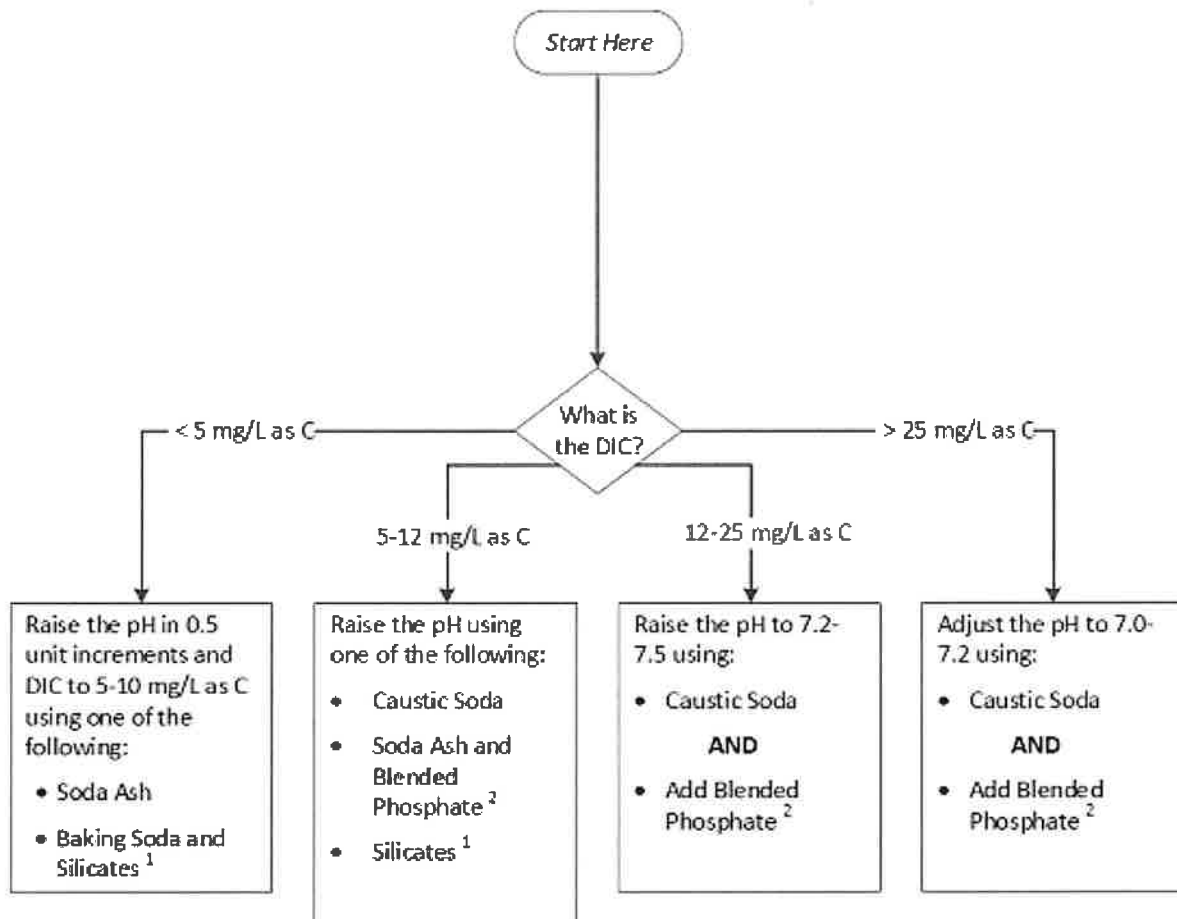 Start Here
What is
the DIC?
< 5 mg/L as C
> 25 mg/L as C
5-12 mg/L as C
12-25 mg/L as C
Raise the pH in 0.5
unit increments and
DIC to 5-10 mg/L as C
using one of the
following:
• Soda Ash
• Baking Soda and
Silicates 1
Raise the pH using
one of the following:
• Caustic Soda
• Soda Ash and
Blended
Phosphate 2
• Silicates 1
Raise the pH to 7.2-
7.5 using:
• Caustic Soda
AND
• Add Blended
Phosphate 2
Adjust the pH to 7.0-
7.2 using:
• Caustic Soda
AND
• Add Blended
Phosphate 2